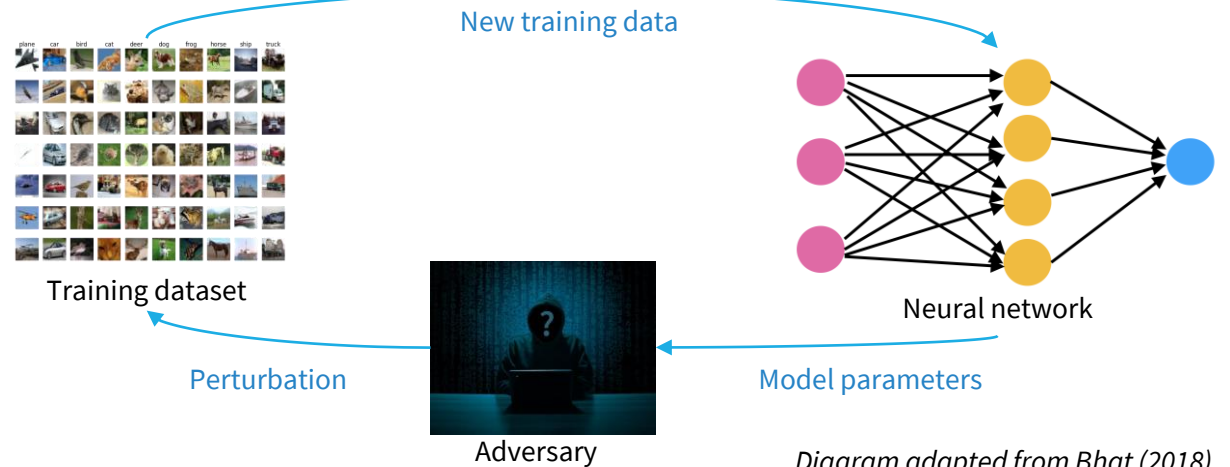 New training data
plane car bird cat deer dog frog horse ship truck
Training dataset
Neural network
?
Perturbation
Model parameters
Adversary
Diagram adapted from Bhat (2018)